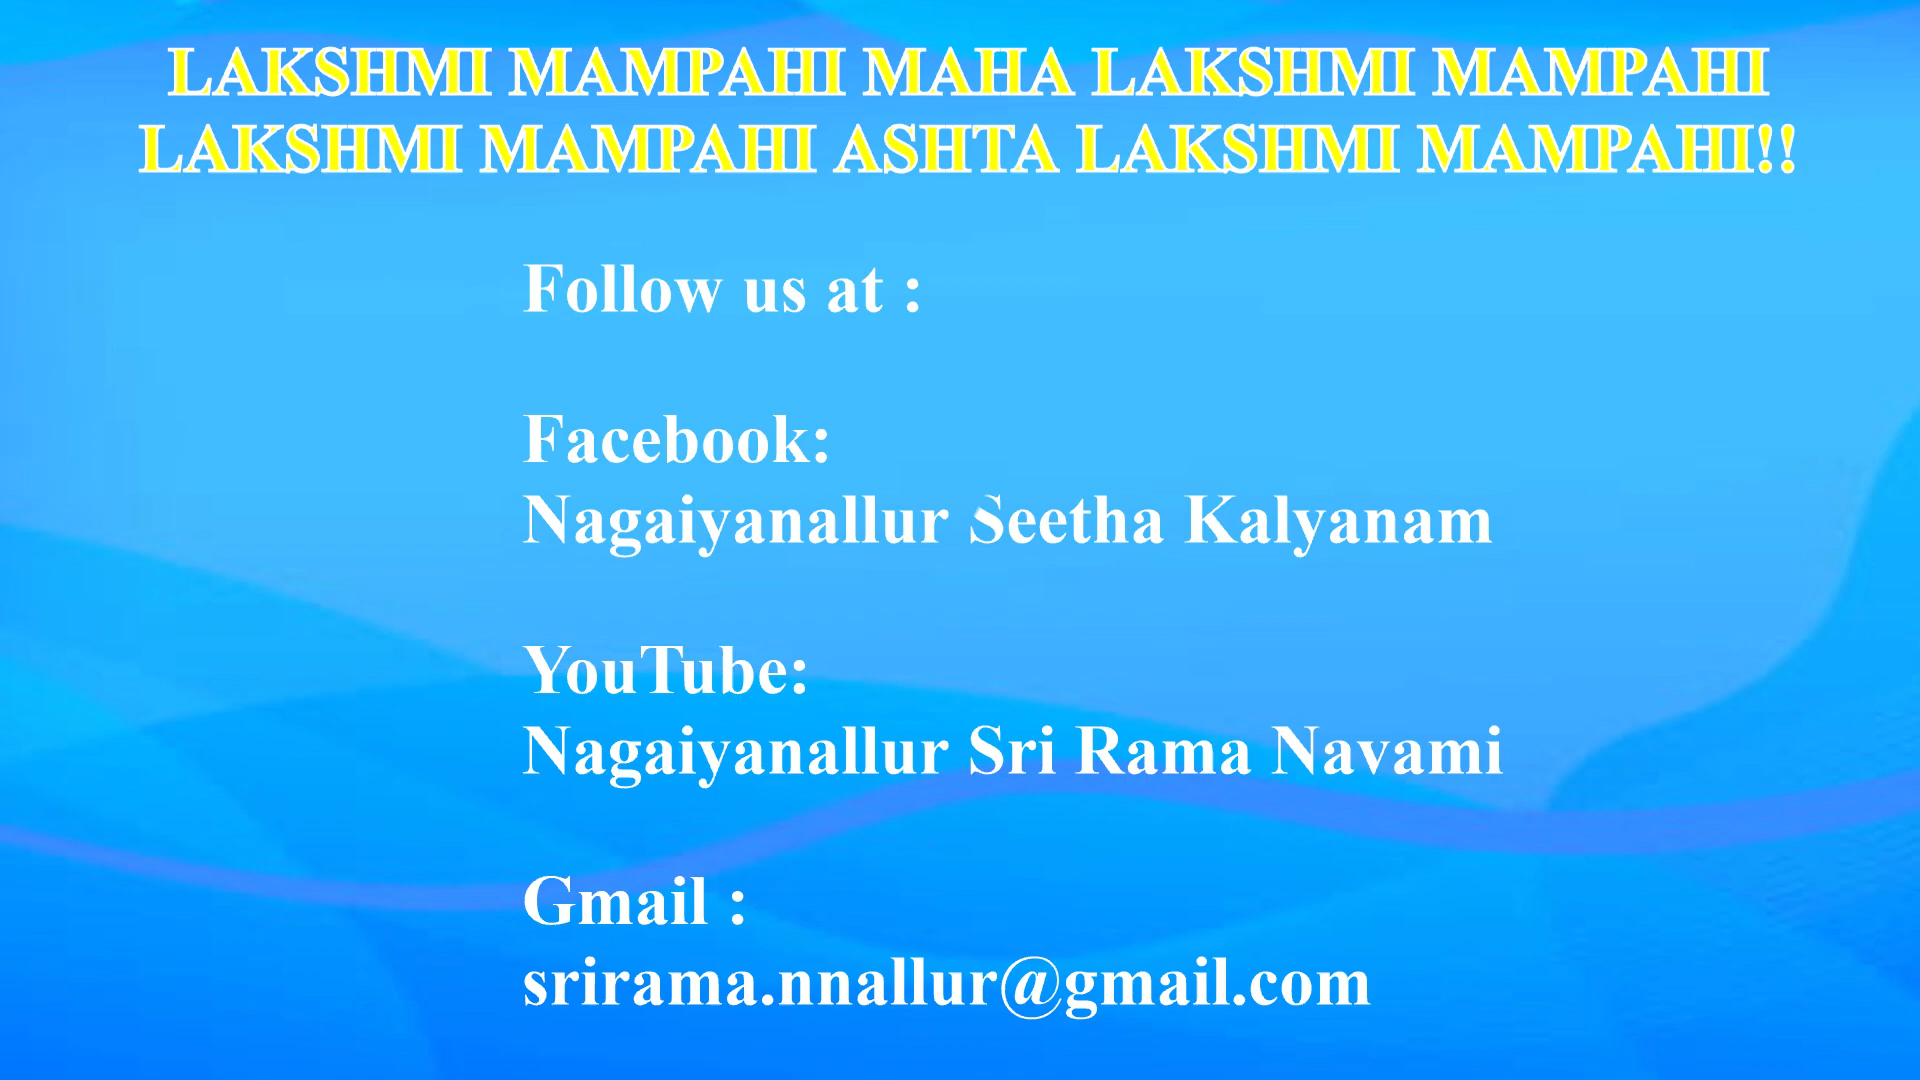 LAKSHMI MAMPAHI MAHA LAKSHMI MAMPAHI
LAKSHMI MAMPAHI ASHTA LAKSHMI MAMPAHI!!
Follow us at :
Facebook:
Nagaiyanallur Seetha Kalyanam
YouTube:
Nagaiyanallur Sri Rama Navami
Gmail :
srirama.nnallur@gmail.com